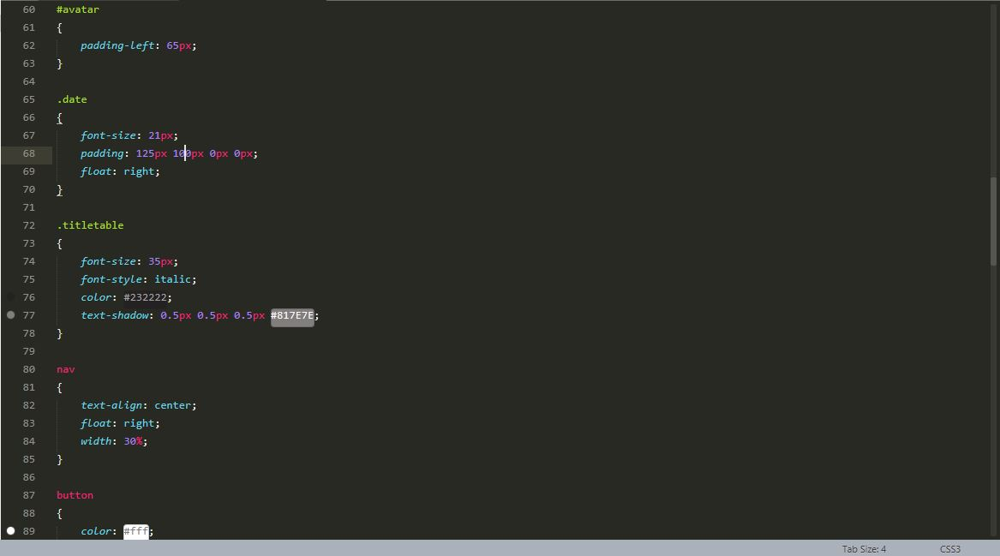 60 #avatar
61 {
62     padding-left: 65px;
63 }
64
65 .date
66 {
67     font-size: 21px;
68     padding: 125px 100px 0px 0px;
69     float: right;
70 }
71
72 .titletable
73 {
74     font-size: 35px;
75     font-style: italic;
76     color: #232222;
77     text-shadow: 0.5px 0.5px 0.5px #817E7E;
78 }
79
80 nav
81 {
82     text-align: center;
83     float: right;
84     width: 30%;
85 }
86
87 button
88 {
89     color: #fff;
Tab Size: 4 CSS3